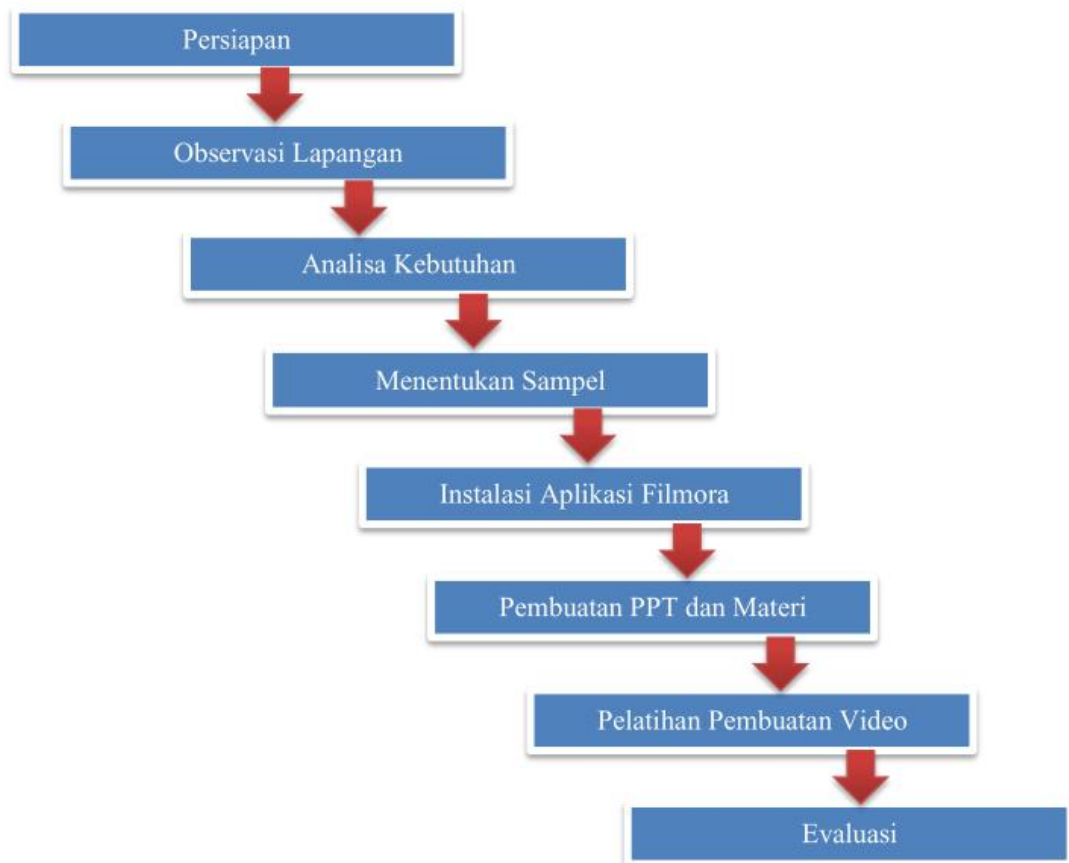 Persiapan
Observasi Lapangan
Analisa Kebutuhan
Menentukan Sampel
Instalasi Aplikasi Filmora
Pembuatan PPT dan Materi
Pelatihan Pembuatan Video
Evaluasi